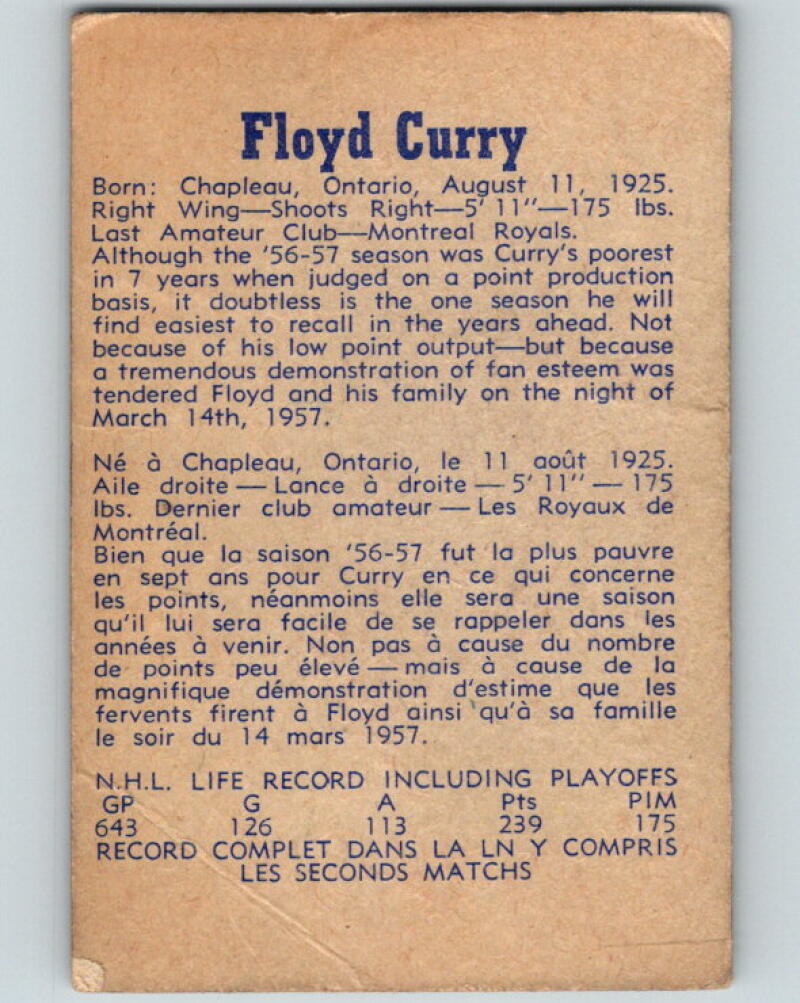 Floyd Curry
Born: Chapleau, Ontario, August 11, 1925.
Right Wing—Shoots Right—5' 11"—175 lbs.
Last Amateur Club—Montreal Royals.
Although the '56-57 season was Curry's poorest
in 7 years when judged on a point production
basis, it doubtless is the one season he will
find easiest to recall in the years ahead. Not
because of his low point output—but because
a tremendous demonstration of fan esteem was
tendered Floyd and his family on the night of
March 14th, 1957.
Né à Chapleau, Ontario, le 11 août 1925.
Aile droite — Lance à droite — 5' 11" — 175
lbs. Dernier club amateur — Les Royaux de
Montréal.
Bien que la saison '56-57 fut la plus pauvre
en sept ans pour Curry en ce qui concerne
les points, néanmoins elle sera une saison
qu'il lui sera facile de se rappeler dans les
années à venir. Non pas à cause du nombre
de points peu élevé — mais à cause de la
magnifique démonstration d'estime que les
fervents firent à Floyd ainsi qu'à sa famille
le soir du 14 mars 1957.
N.H.L. LIFE RECORD INCLUDING PLAYOFFS
GP G A Pts PIM
643 126 113 239 175
RECORD COMPLET DANS LA LN Y COMPRIS
LES SECONDS MATCHS